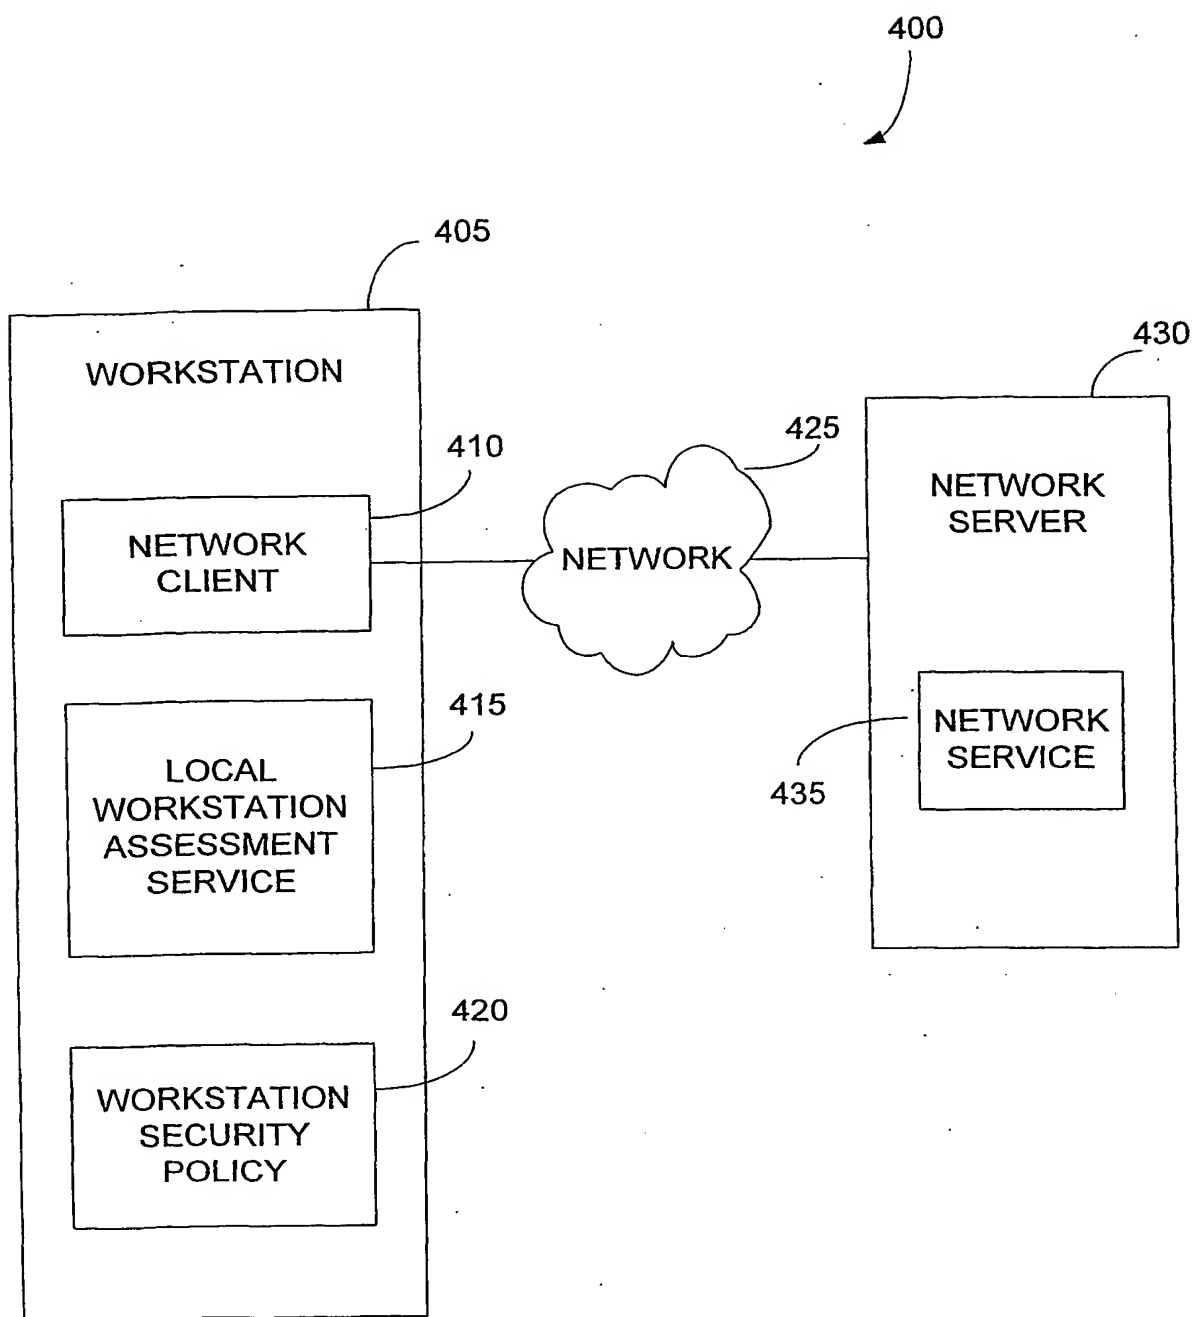 400
405
WORKSTATION
410
NETWORK
CLIENT
415
LOCAL
WORKSTATION
ASSESSMENT
SERVICE
420
WORKSTATION
SECURITY
POLICY
425
NETWORK
430
NETWORK
SERVER
435
NETWORK
SERVICE